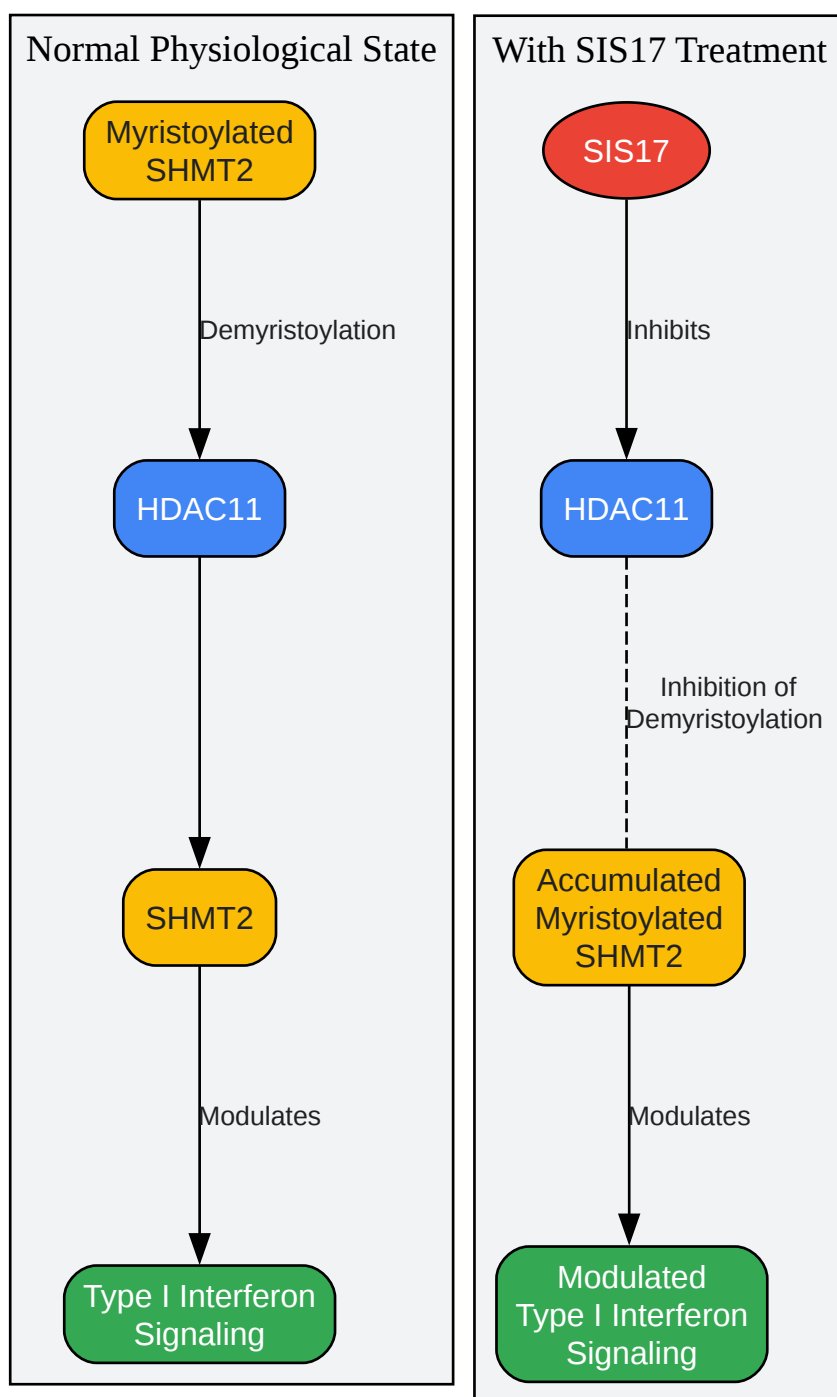 Normal Physiological State
Myristoylated
SHMT2
Demyristoylation
HDAC11
SHMT2
Modulates
Type I Interferon
Signaling
With SIS17 Treatment
SIS17
Inhibits
HDAC11
Inhibition of
Demyristoylation
Accumulated
Myristoylated
SHMT2
Modulates
Modulated
Type I Interferon
Signaling